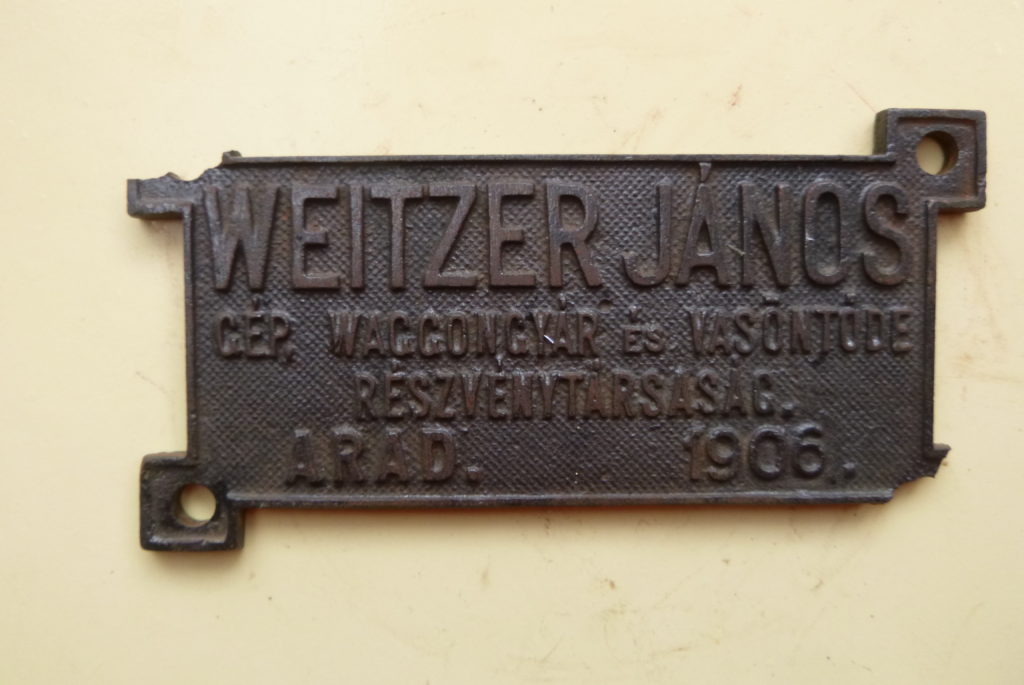 WEITZER JÁNOS
GÉP, WAGGONGYÁR ÉS VASÖNTÖDE
RÉSZVÉNYTÁRSASÁG.
ARAD. 1906.